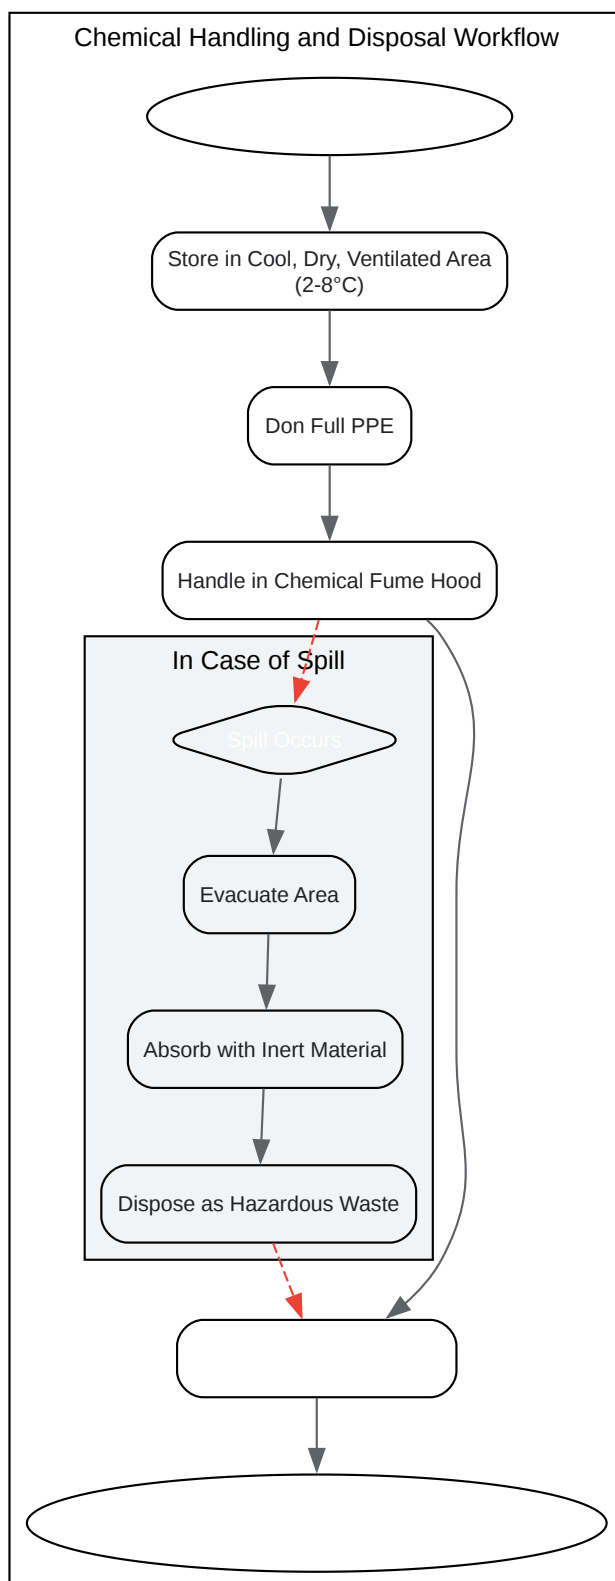 Chemical Handling and Disposal Workflow
Store in Cool, Dry, Ventilated Area
(2-8°C)
Don Full PPE
Handle in Chemical Fume Hood
In Case of Spill
Spill Occurs
Evacuate Area
Absorb with Inert Material
Dispose as Hazardous Waste